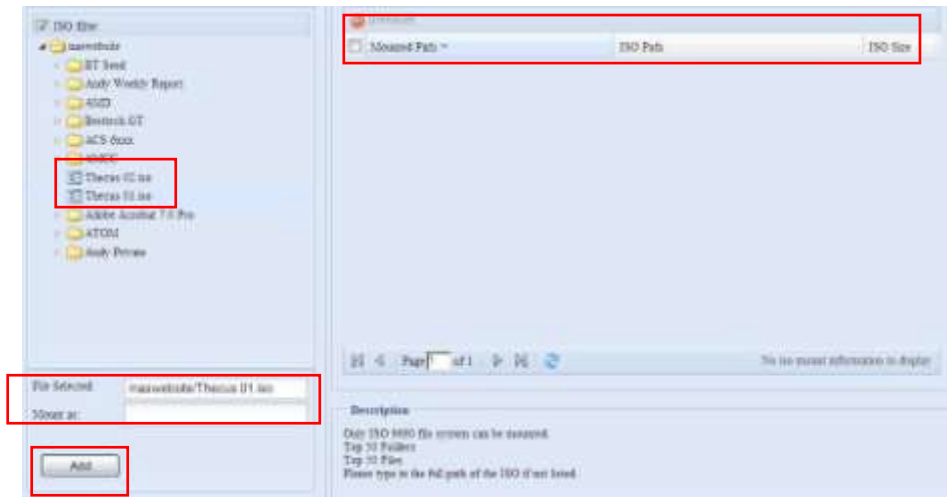 ISO filter
naswebsite
BT Seed
Andy Weekly Report
AMD
GT
ACS 6xxx
AMCC
Thecus 02.iso
Thecus 01.iso
Adobe Acrobat 7.0 Pro
ATOM
Andy Private
File Selected: naswebsite/Thecus 01.iso
Mount as:
Add
Unmount
Mounted Path
ISO Path
ISO Size
Page 1 of 1
No iso mount information to display
Description
Only ISO 9660 file system can be mounted.
Top 50 Folders
Top 50 Files
Please type in the full path of the ISO if not listed.